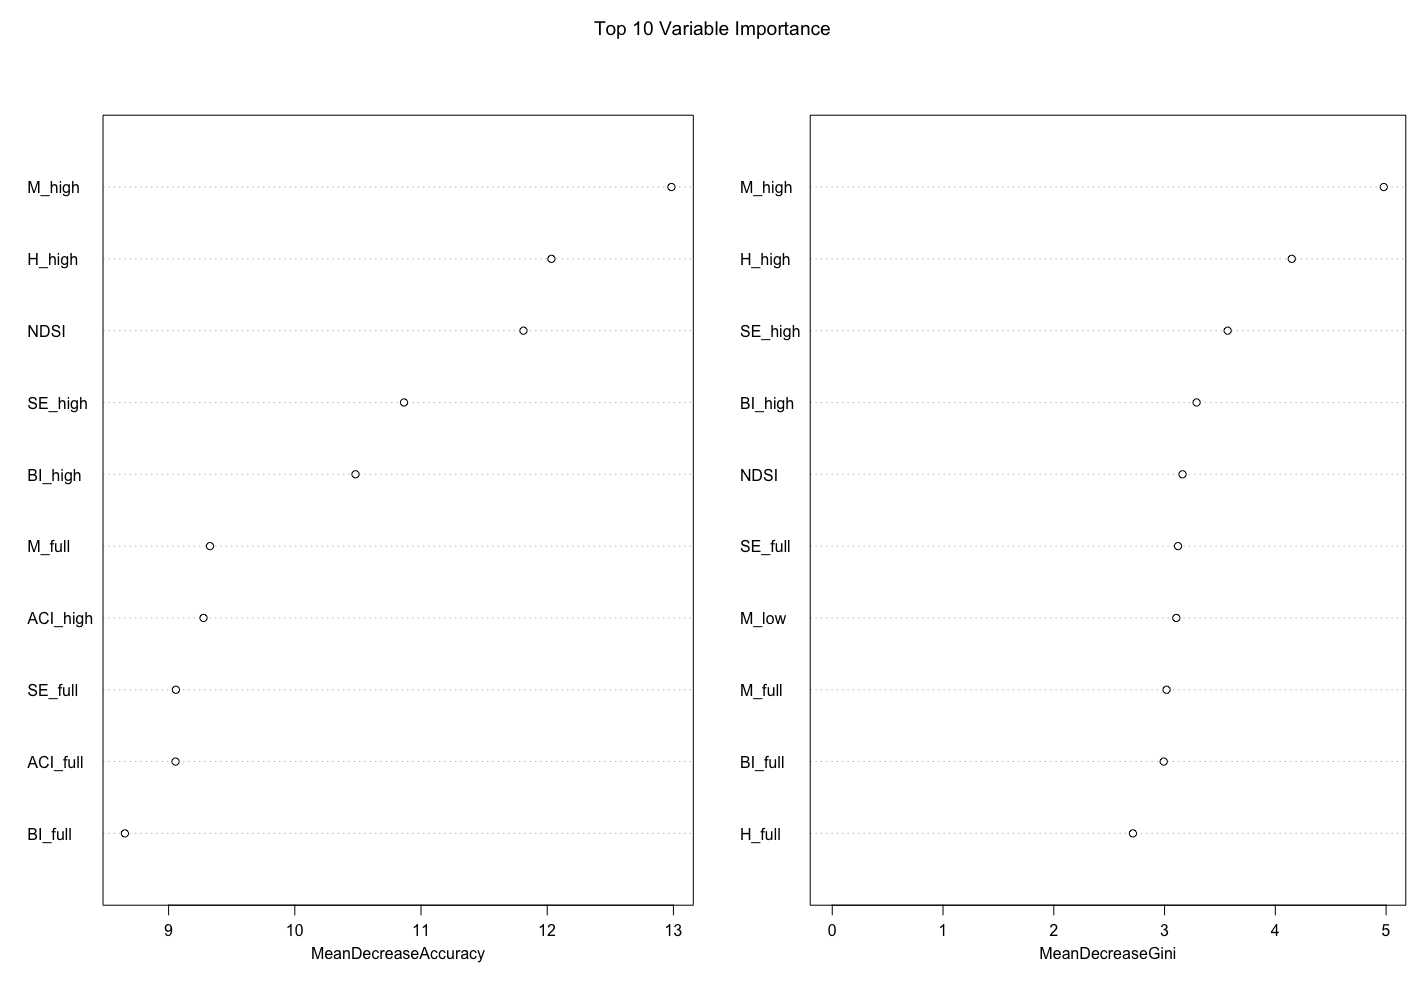 Top 10 Variable Importance
M_high
H_high
NDSI
SE_high
BI_high
M_full
ACI_high
SE_full
ACI_full
BI_full
9 10 11 12 13
MeanDecreaseAccuracy
M_high
H_high
SE_high
BI_high
NDSI
SE_full
M_low
M_full
BI_full
H_full
0 1 2 3 4 5
MeanDecreaseGini